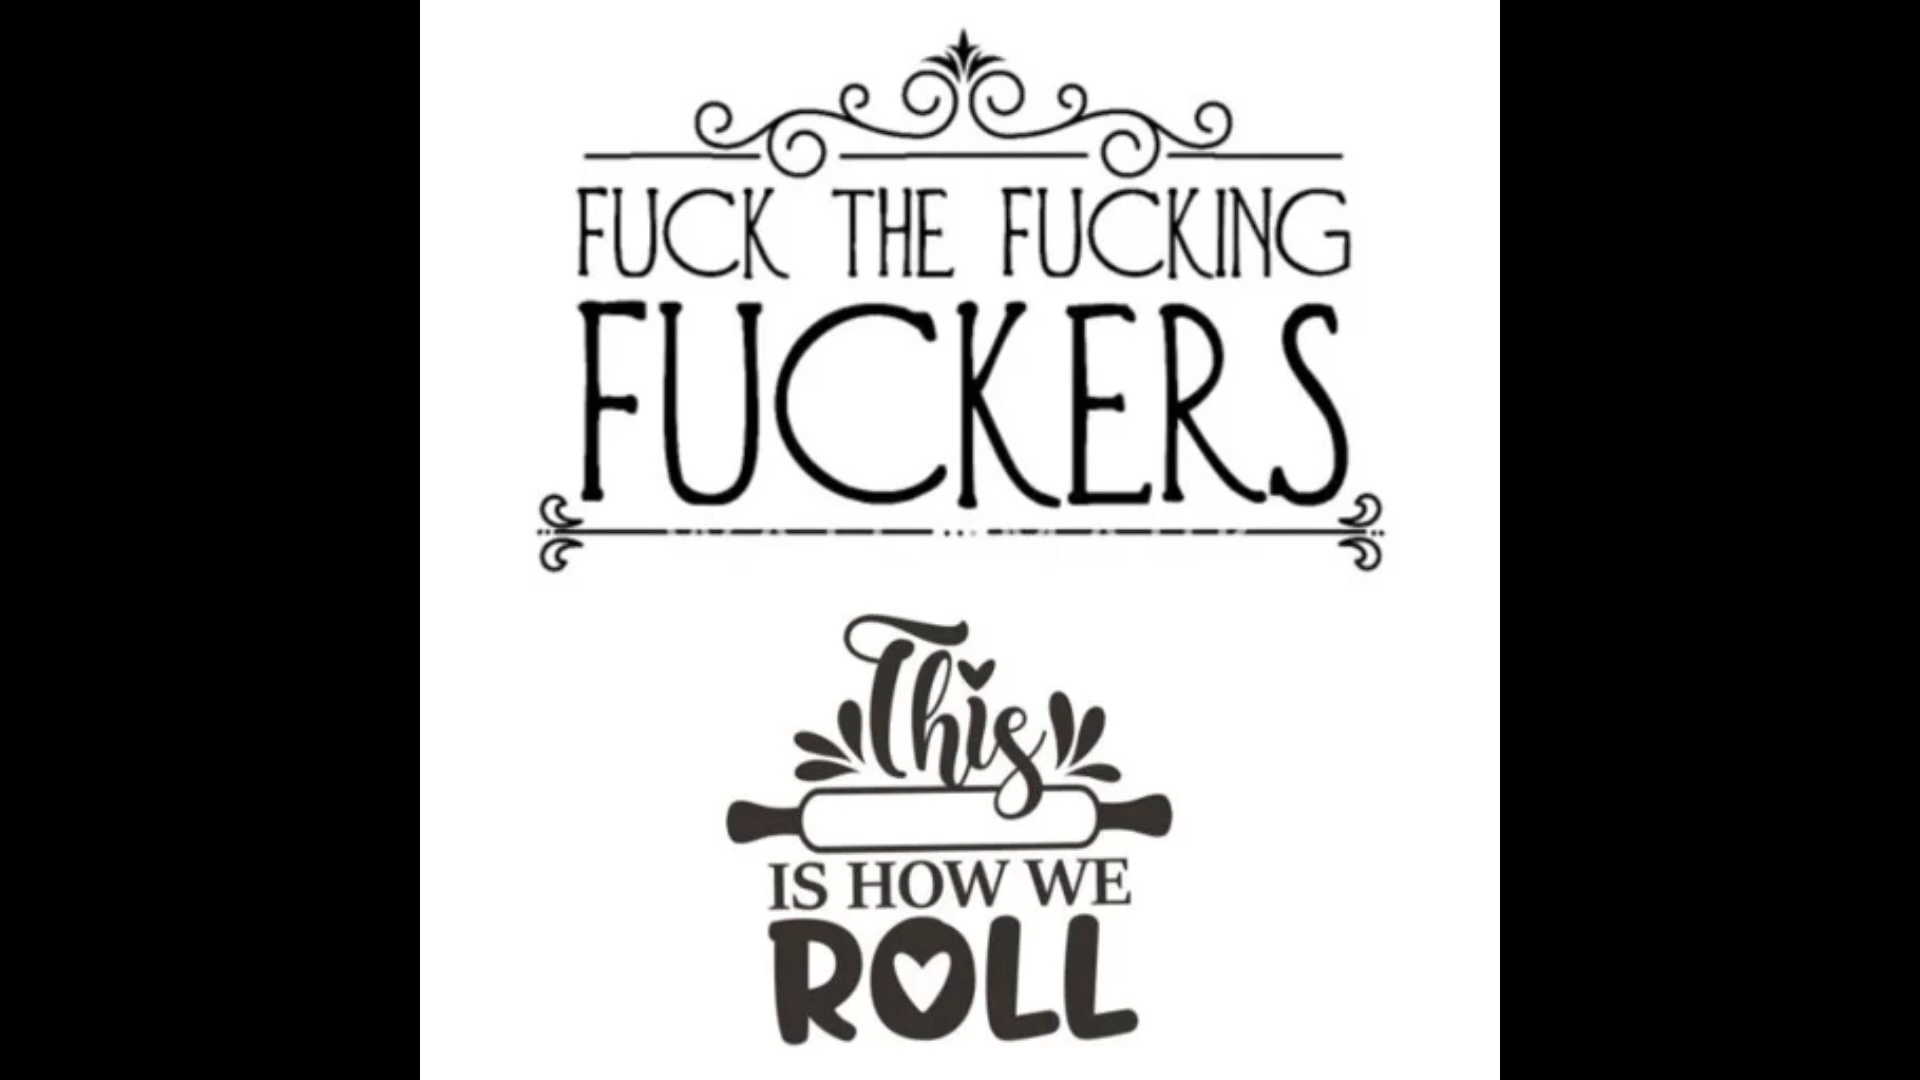 FUCK THE FUCKING
FUCKERS
This
IS HOW WE
ROLL